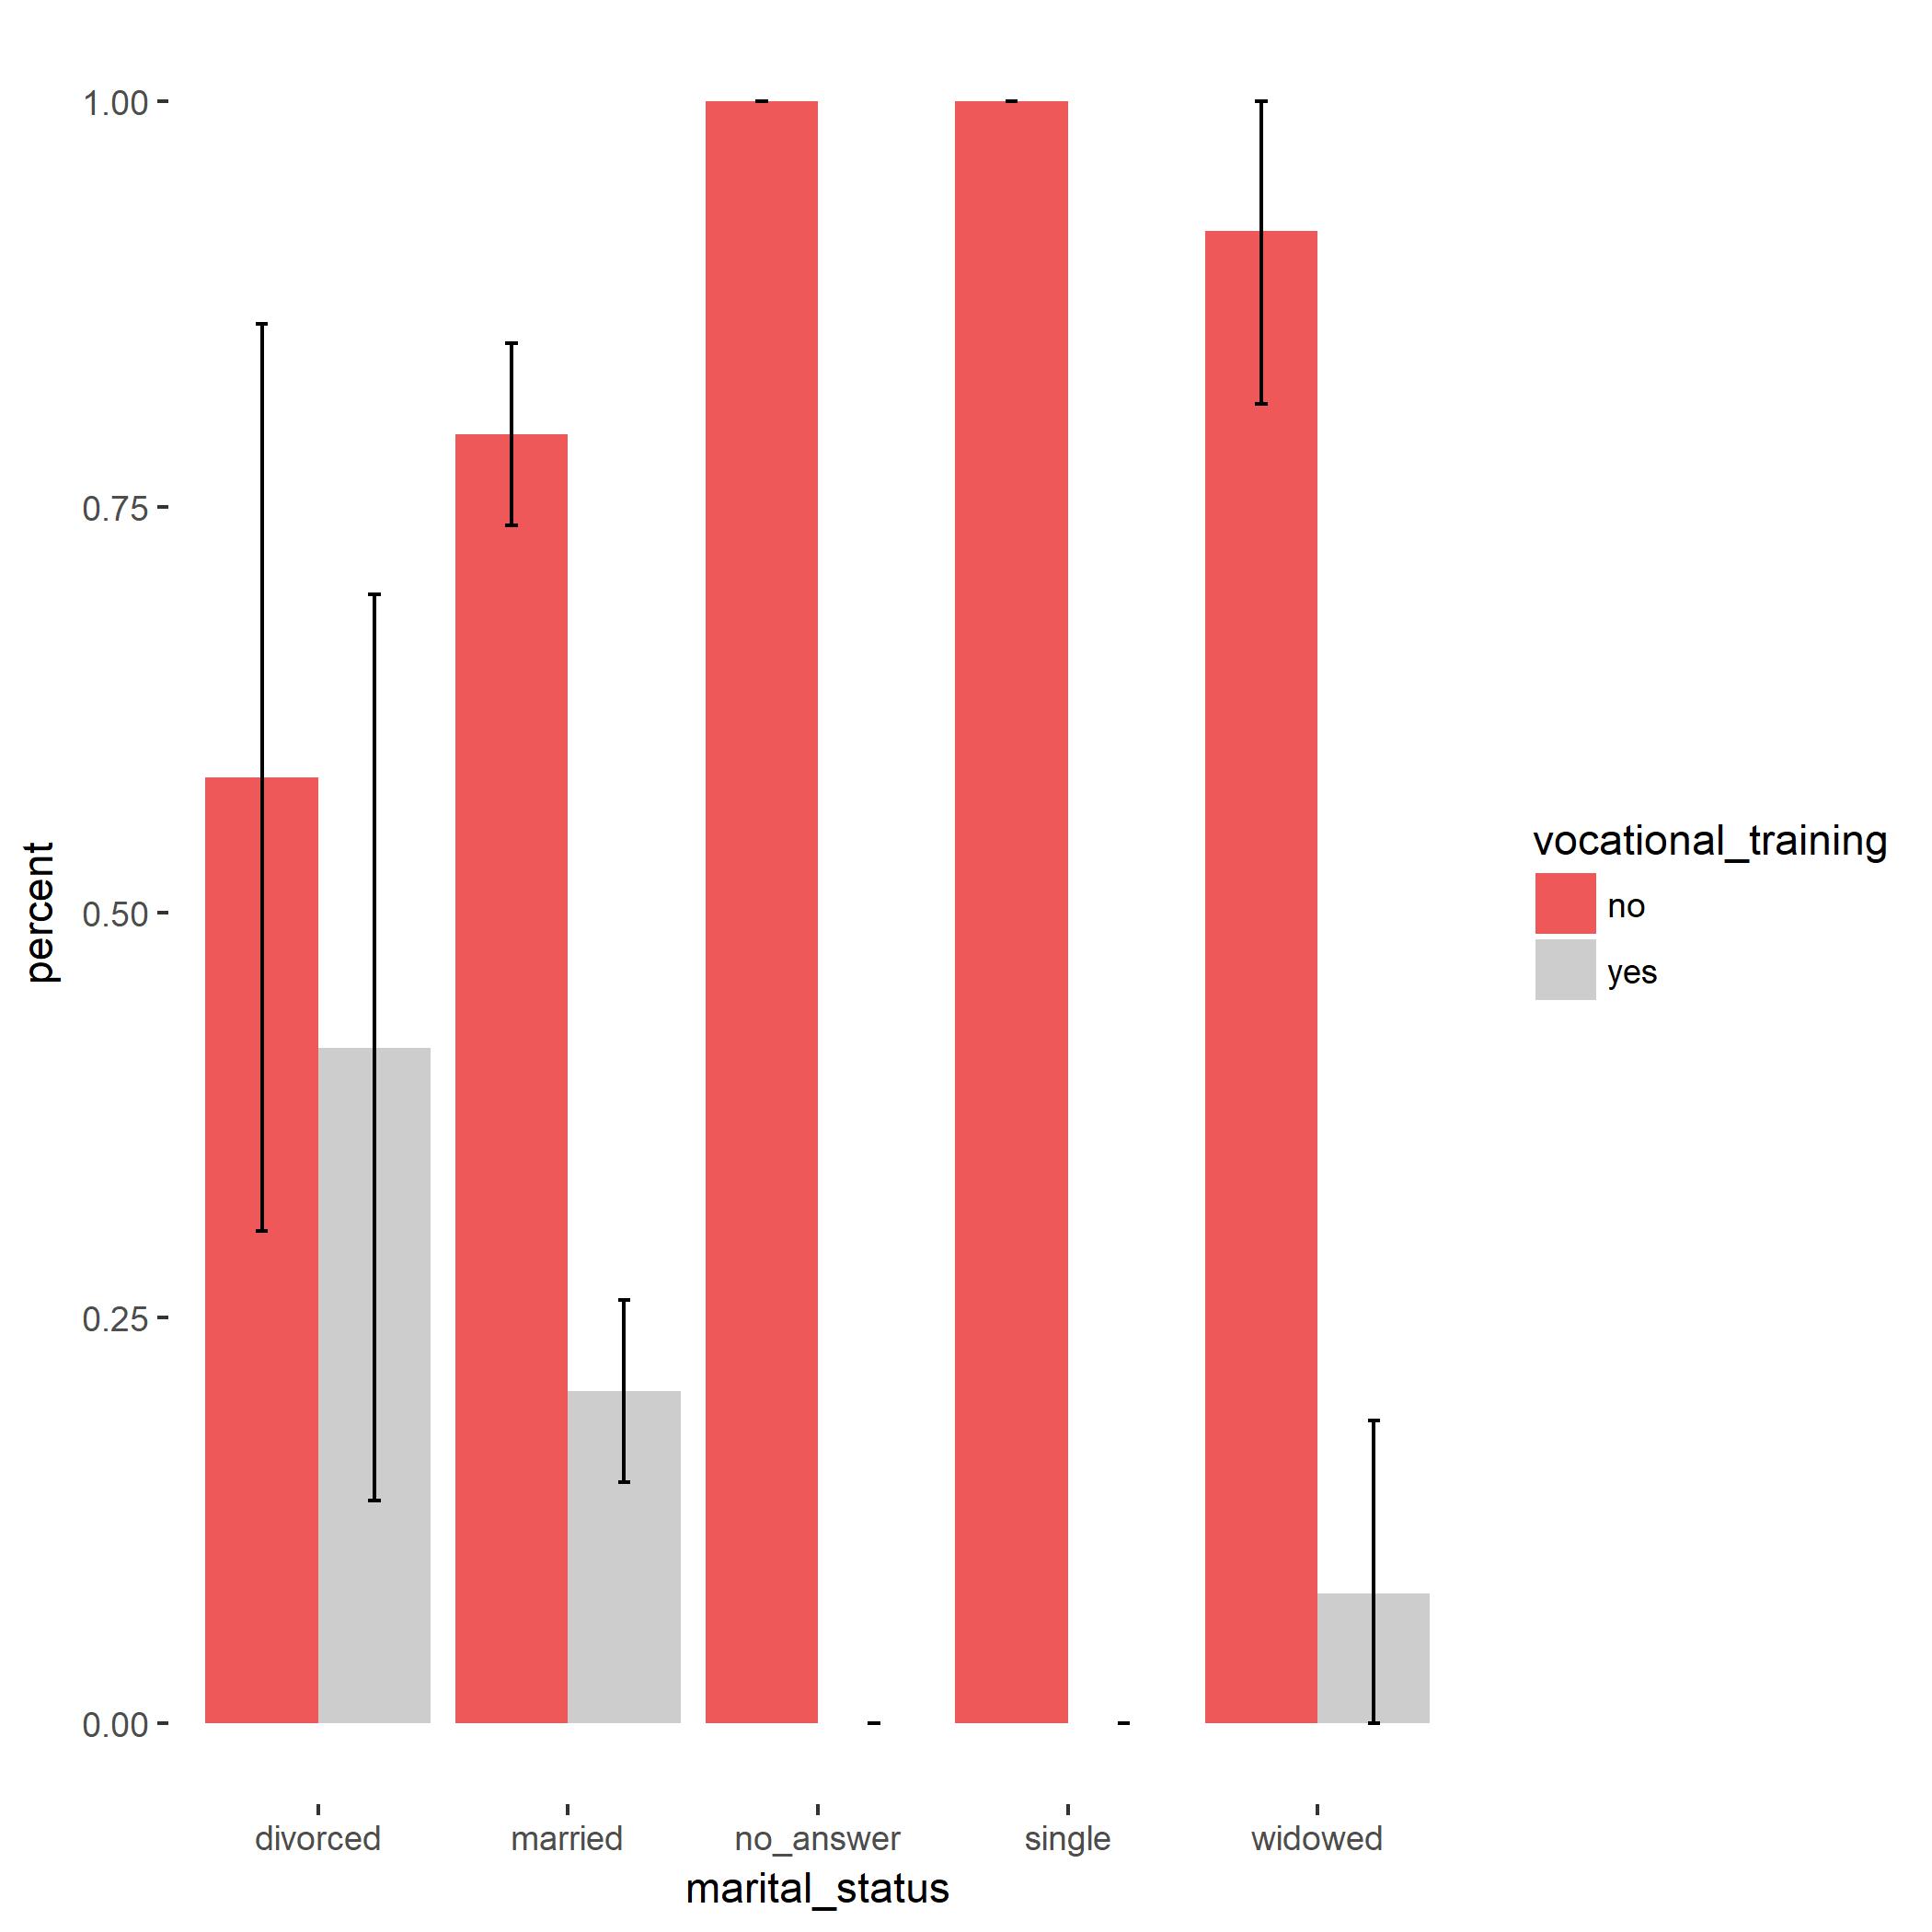 1.00
0.75
0.50
0.25
0.00
percent
divorced married no_answer single widowed
marital_status
vocational_training
no
yes